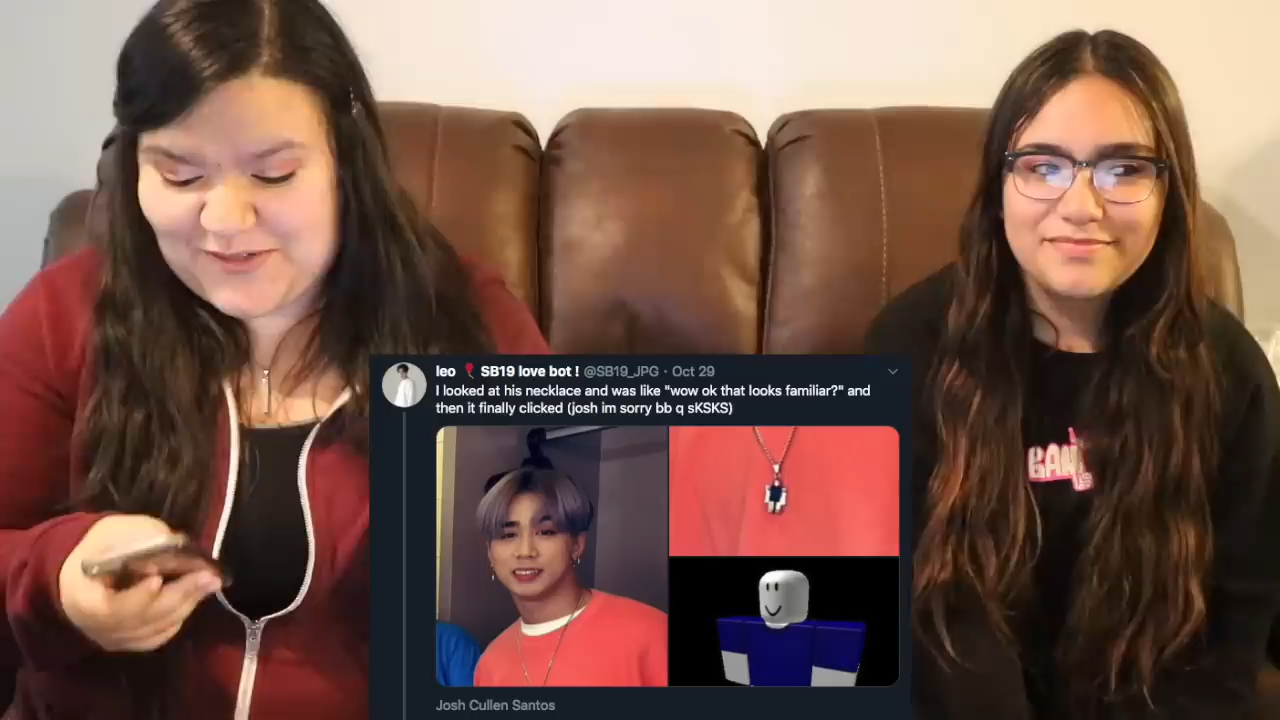 leo SB19 love bot ! @SB19_JPG · Oct 29
I looked at his necklace and was like "wow ok that looks familiar?" and
then it finally clicked (josh im sorry bb q sKSKS)
Josh Cullen Santos